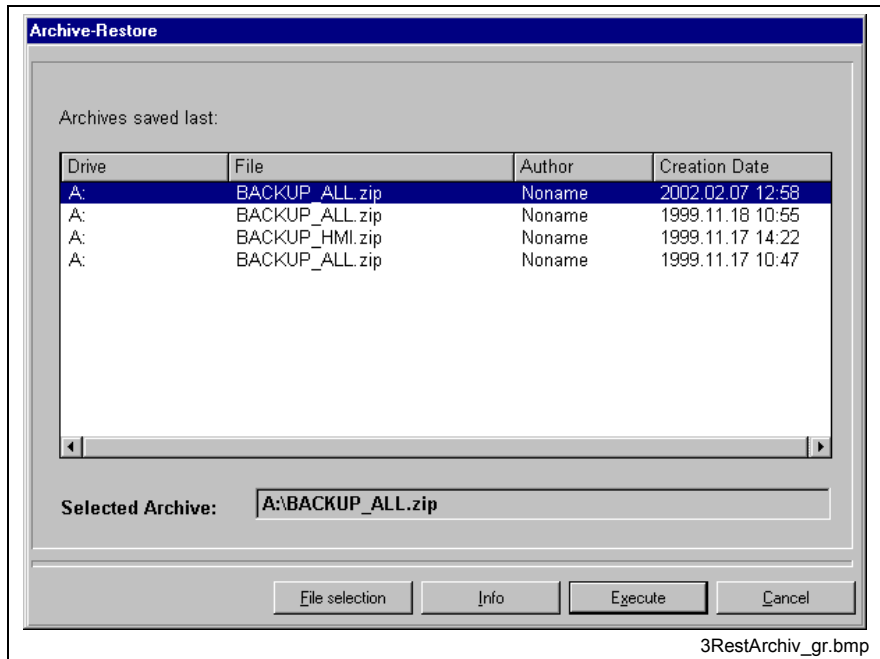 Archive-Restore
Archives saved last:
Drive File Author Creation Date
A: BACKUP_ALL.zip Noname 2002.02.07 12:58
A: BACKUP_ALL.zip Noname 1999.11.18 10:55
A: BACKUP_HMI.zip Noname 1999.11.17 14:22
A: BACKUP_ALL.zip Noname 1999.11.17 10:47
Selected Archive: A:\BACKUP_ALL.zip
File selection Info Execute Cancel
3RestArchiv_gr.bmp